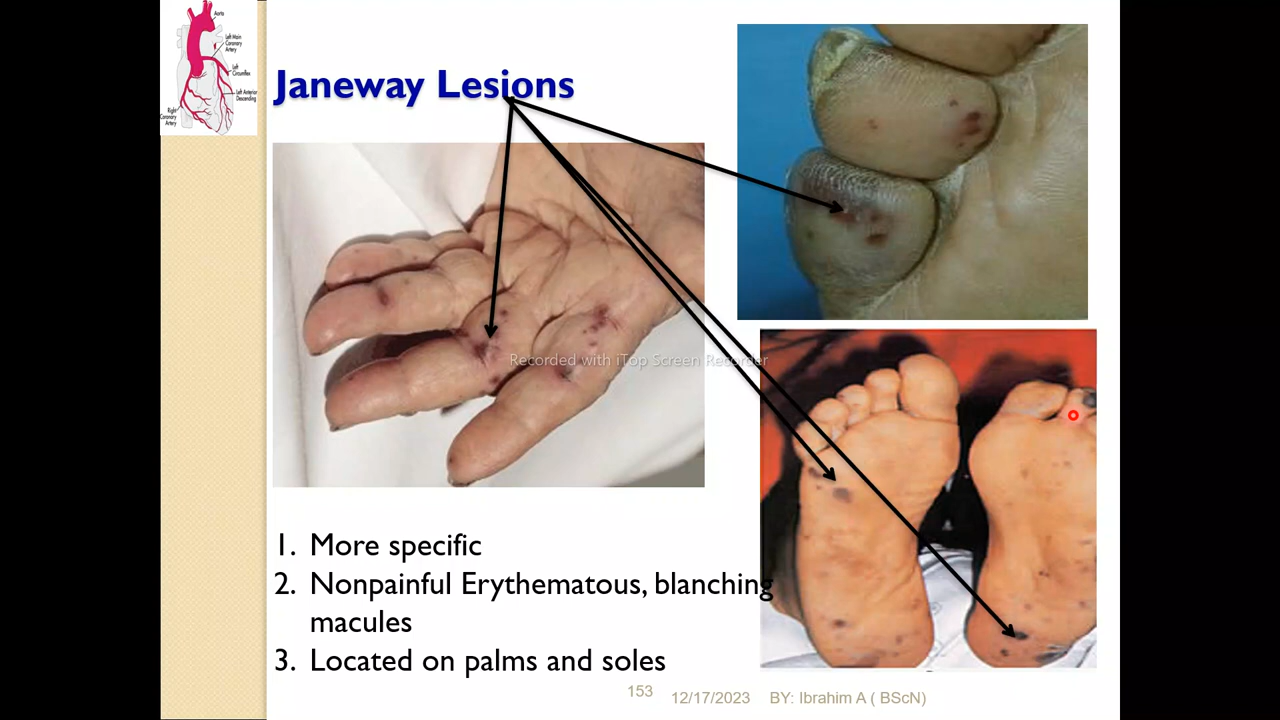 Aorta
Left Main
Coronary
Artery
Left
Circumflex
Left Anterior
Descending
Right
Coronary
Artery
Janeway Lesions
Recorded with iTop Screen Recorder
1. More specific
2. Nonpainful Erythematous, blanching
macules
3. Located on palms and soles
153
12/17/2023 BY: Ibrahim A ( BScN)